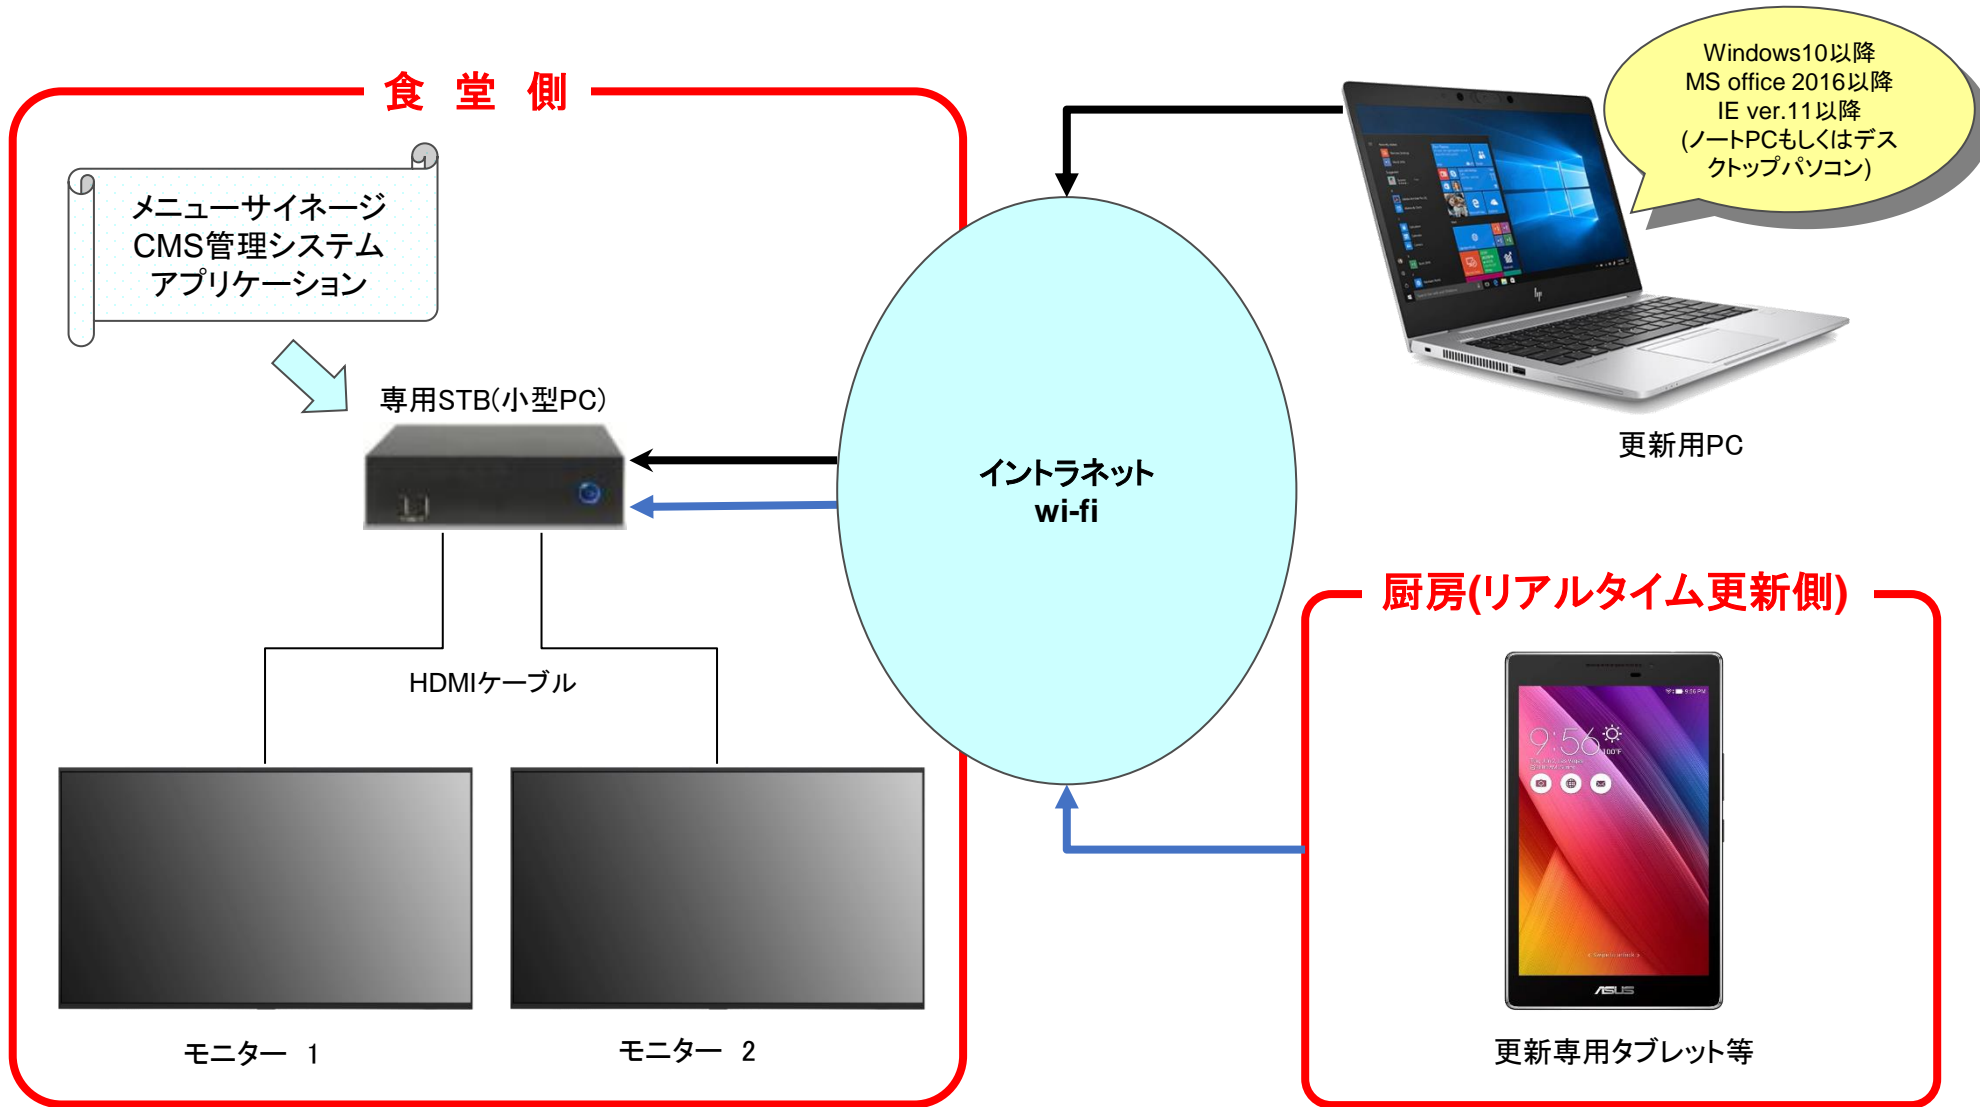 食 堂 側
メニューサイネージ
CMS管理システム
アプリケーション
専用STB(小型PC)
HDMIケーブル
モニター 1
モニター 2
イントラネット
wi-fi
Windows10以降
MS office 2016以降
IE ver.11以降
(ノートPCもしくはデス
クトップパソコン)
hp
更新用PC
厨房(リアルタイム更新側)
9:56 PM
9:56
100°F
ASUS
更新専用タブレット等